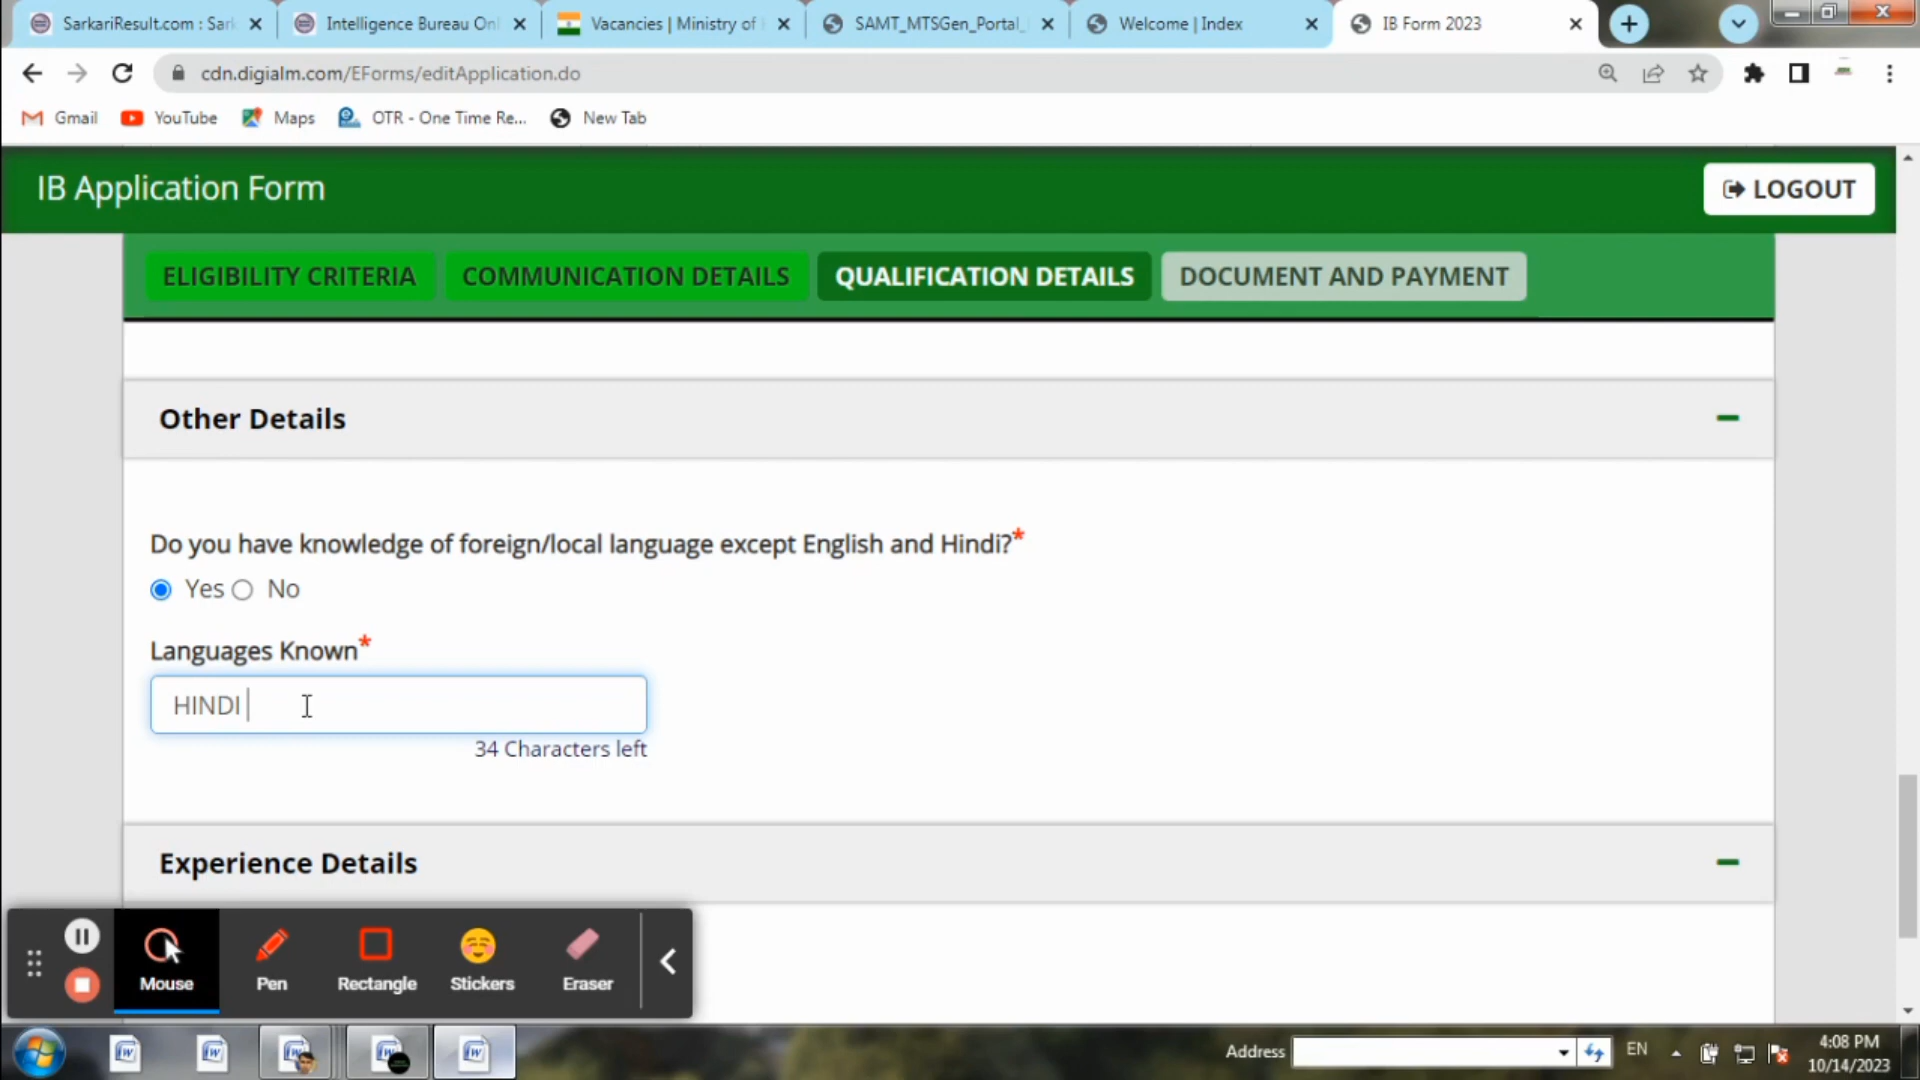 SarkariResult.com : Sark
Intelligence Bureau Onl
Vacancies | Ministry of
SAMT_MTSGen_Portal_
Welcome | Index
IB Form 2023
cdn.digialm.com/EForms/editApplication.do
Gmail
YouTube
Maps
OTR - One Time Re...
New Tab
IB Application Form
LOGOUT
ELIGIBILITY CRITERIA
COMMUNICATION DETAILS
QUALIFICATION DETAILS
DOCUMENT AND PAYMENT
Other Details
Do you have knowledge of foreign/local language except English and Hindi?*
Yes No
Languages Known*
HINDI
34 Characters left
Experience Details
Mouse
Pen
Rectangle
Stickers
Eraser
Address
EN
4:08 PM
10/14/2023